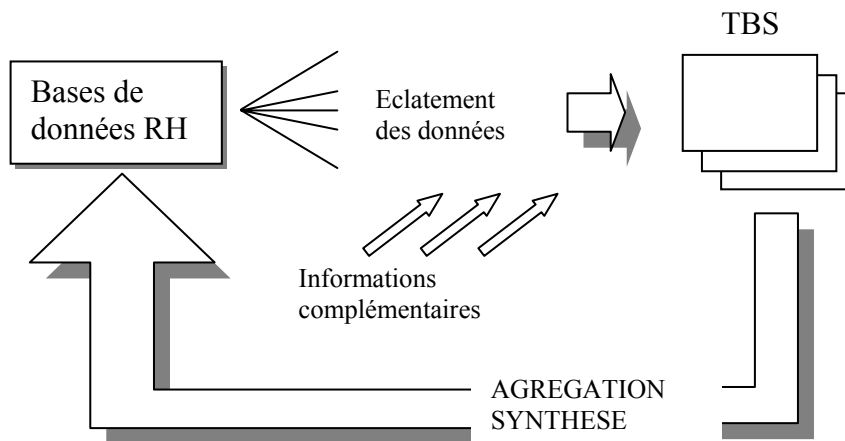 TBS
Bases de
données RH
Eclatement
des données
Informations
complémentaires
AGREGATION
SYNTHESE